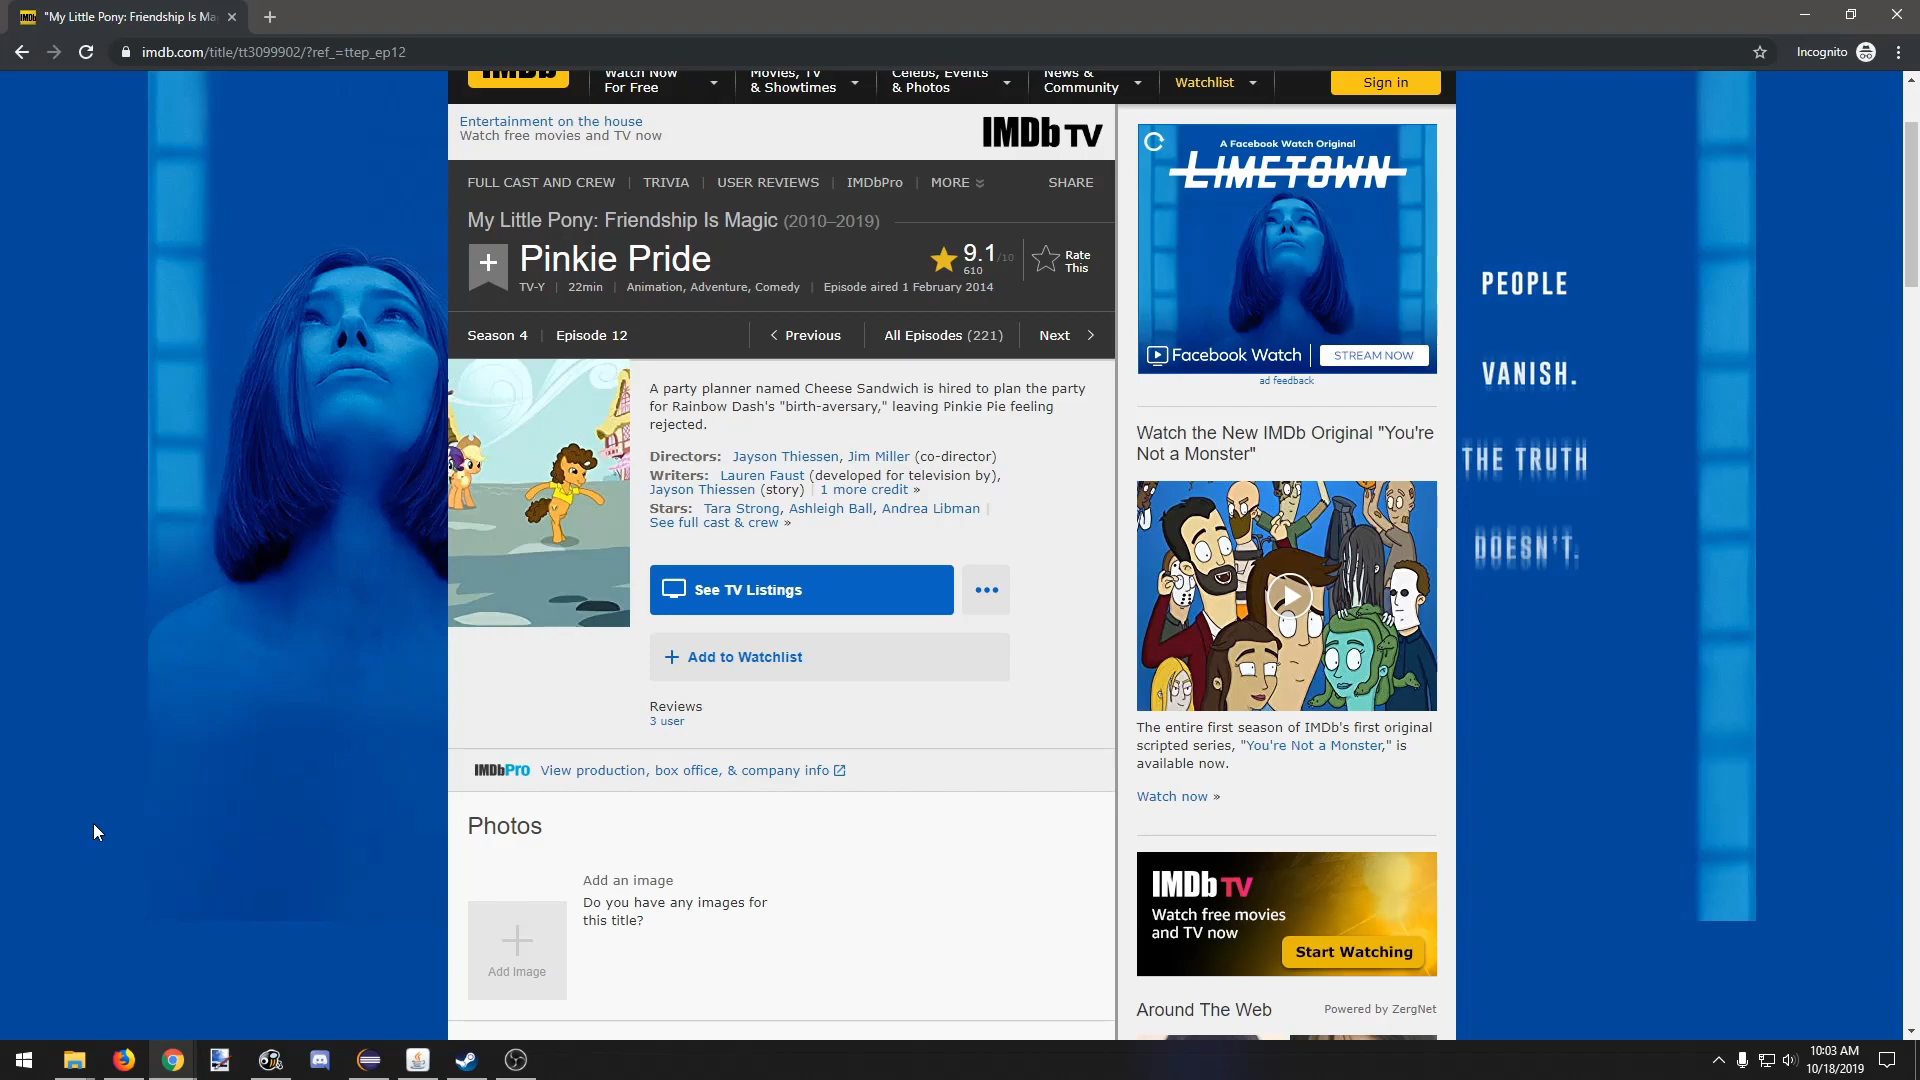 "My Little Pony: Friendship Is Ma
imdb.com/title/tt3099902/?ref_=ttep_ep12
Incognito
IMDb
Watch Now
For Free
Movies, TV
& Showtimes
Celebs, Events
& Photos
News &
Community
Watchlist
Sign in
Entertainment on the house
Watch free movies and TV now
IMDb TV
FULL CAST AND CREW | TRIVIA | USER REVIEWS | IMDbPro | MORE
SHARE
My Little Pony: Friendship Is Magic (2010–2019)
+ Pinkie Pride
9.1/10
610
Rate
This
TV-Y | 22min | Animation, Adventure, Comedy | Episode aired 1 February 2014
Season 4 | Episode 12
Previous
All Episodes (221)
Next
A party planner named Cheese Sandwich is hired to plan the party
for Rainbow Dash's "birth-aversary," leaving Pinkie Pie feeling
rejected.
Directors: Jayson Thiessen, Jim Miller (co-director)
Writers: Lauren Faust (developed for television by),
Jayson Thiessen (story) | 1 more credit »
Stars: Tara Strong, Ashleigh Ball, Andrea Libman |
See full cast & crew »
See TV Listings
+ Add to Watchlist
Reviews
3 user
IMDbPro View production, box office, & company info
Photos
Add an image
Do you have any images for
this title?
Add Image
A Facebook Watch Original
LIMETOWN
Facebook Watch | STREAM NOW
ad feedback
Watch the New IMDb Original "You're
Not a Monster"
The entire first season of IMDb's first original
scripted series, "You're Not a Monster," is
available now.
Watch now »
IMDb TV
Watch free movies
and TV now
Start Watching
Around The Web
Powered by ZergNet
PEOPLE
VANISH.
THE TRUTH
DOESN'T.
10:03 AM
10/18/2019